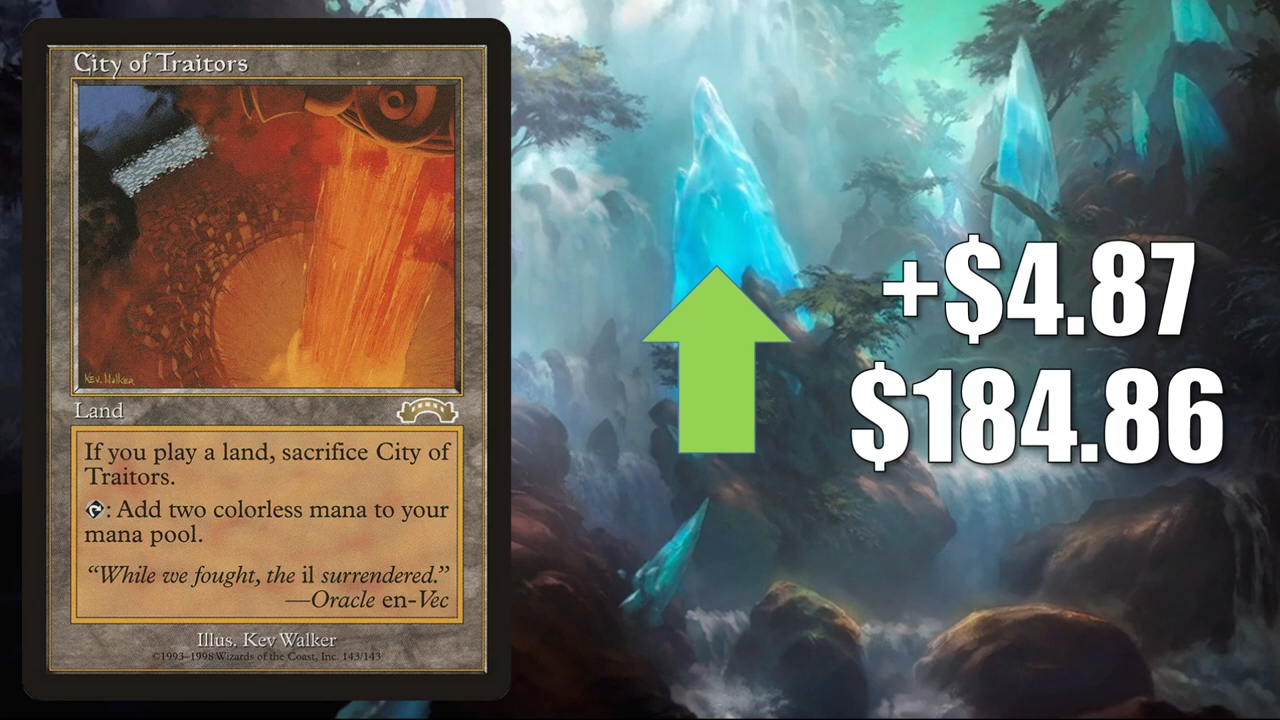 City of Traitors
KEV. WALKER
Land
If you play a land, sacrifice City of
Traitors.
: Add two colorless mana to your
mana pool.
“While we fought, the il surrendered.”
—Oracle en-Vec
Illus. Kev Walker
©1993–1998 Wizards of the Coast, Inc. 143/143
+$4.87
$184.86